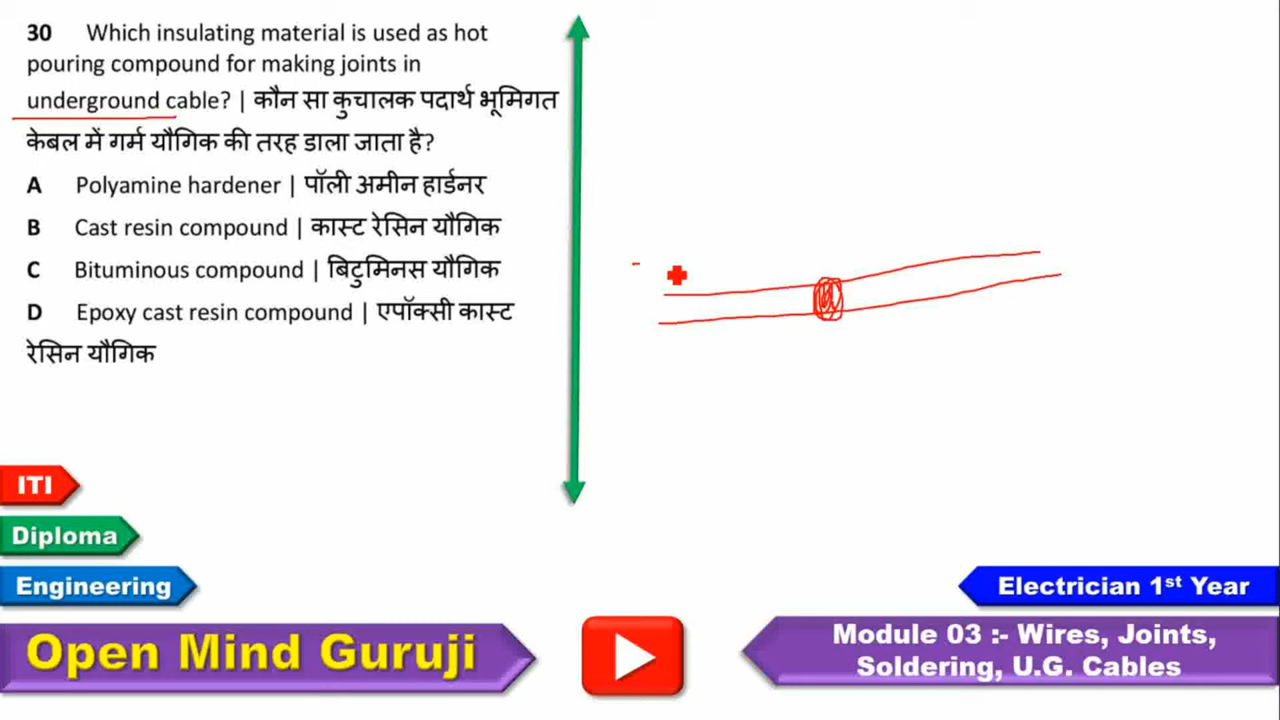 30 Which insulating material is used as hot
pouring compound for making joints in
underground cable? | कौन सा कुचालक पदार्थ भूमिगत
केबल में गर्म यौगिक की तरह डाला जाता है?
A Polyamine hardener | पॉली अमीन हार्डनर
B Cast resin compound | कास्ट रेसिन यौगिक
C Bituminous compound | बिटुमिनस यौगिक
D Epoxy cast resin compound | एपॉक्सी कास्ट
रेसिन यौगिक
ITI
Diploma
Engineering
Open Mind Guruji
Electrician 1st Year
Module 03 :- Wires, Joints,
Soldering, U.G. Cables